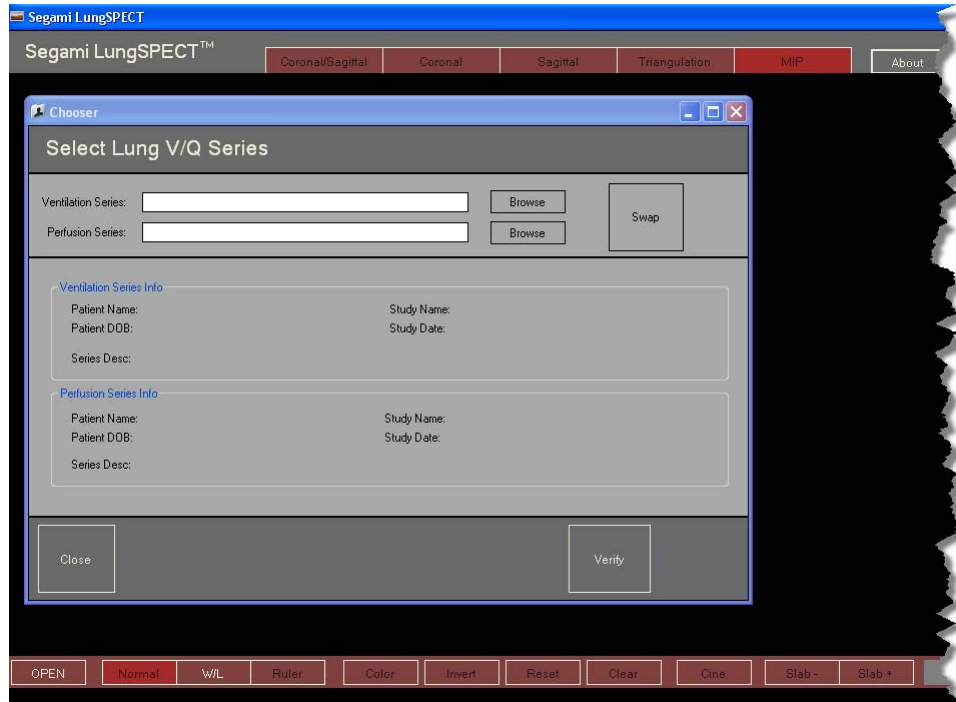 Segami LungSPECT
Segami LungSPECT™
Coronal/Sagittal Coronal Sagittal Triangulation MIP About
Chooser
Select Lung V/Q Series
Ventilation Series: Browse
Swap
Perfusion Series: Browse
Ventilation Series Info
Patient Name: Study Name:
Patient DOB: Study Date:
Series Desc:
Perfusion Series Info
Patient Name: Study Name:
Patient DOB: Study Date:
Series Desc:
Close Verify
OPEN Normal W/L Ruler Color Invert Reset Clear Cine Slab - Slab +